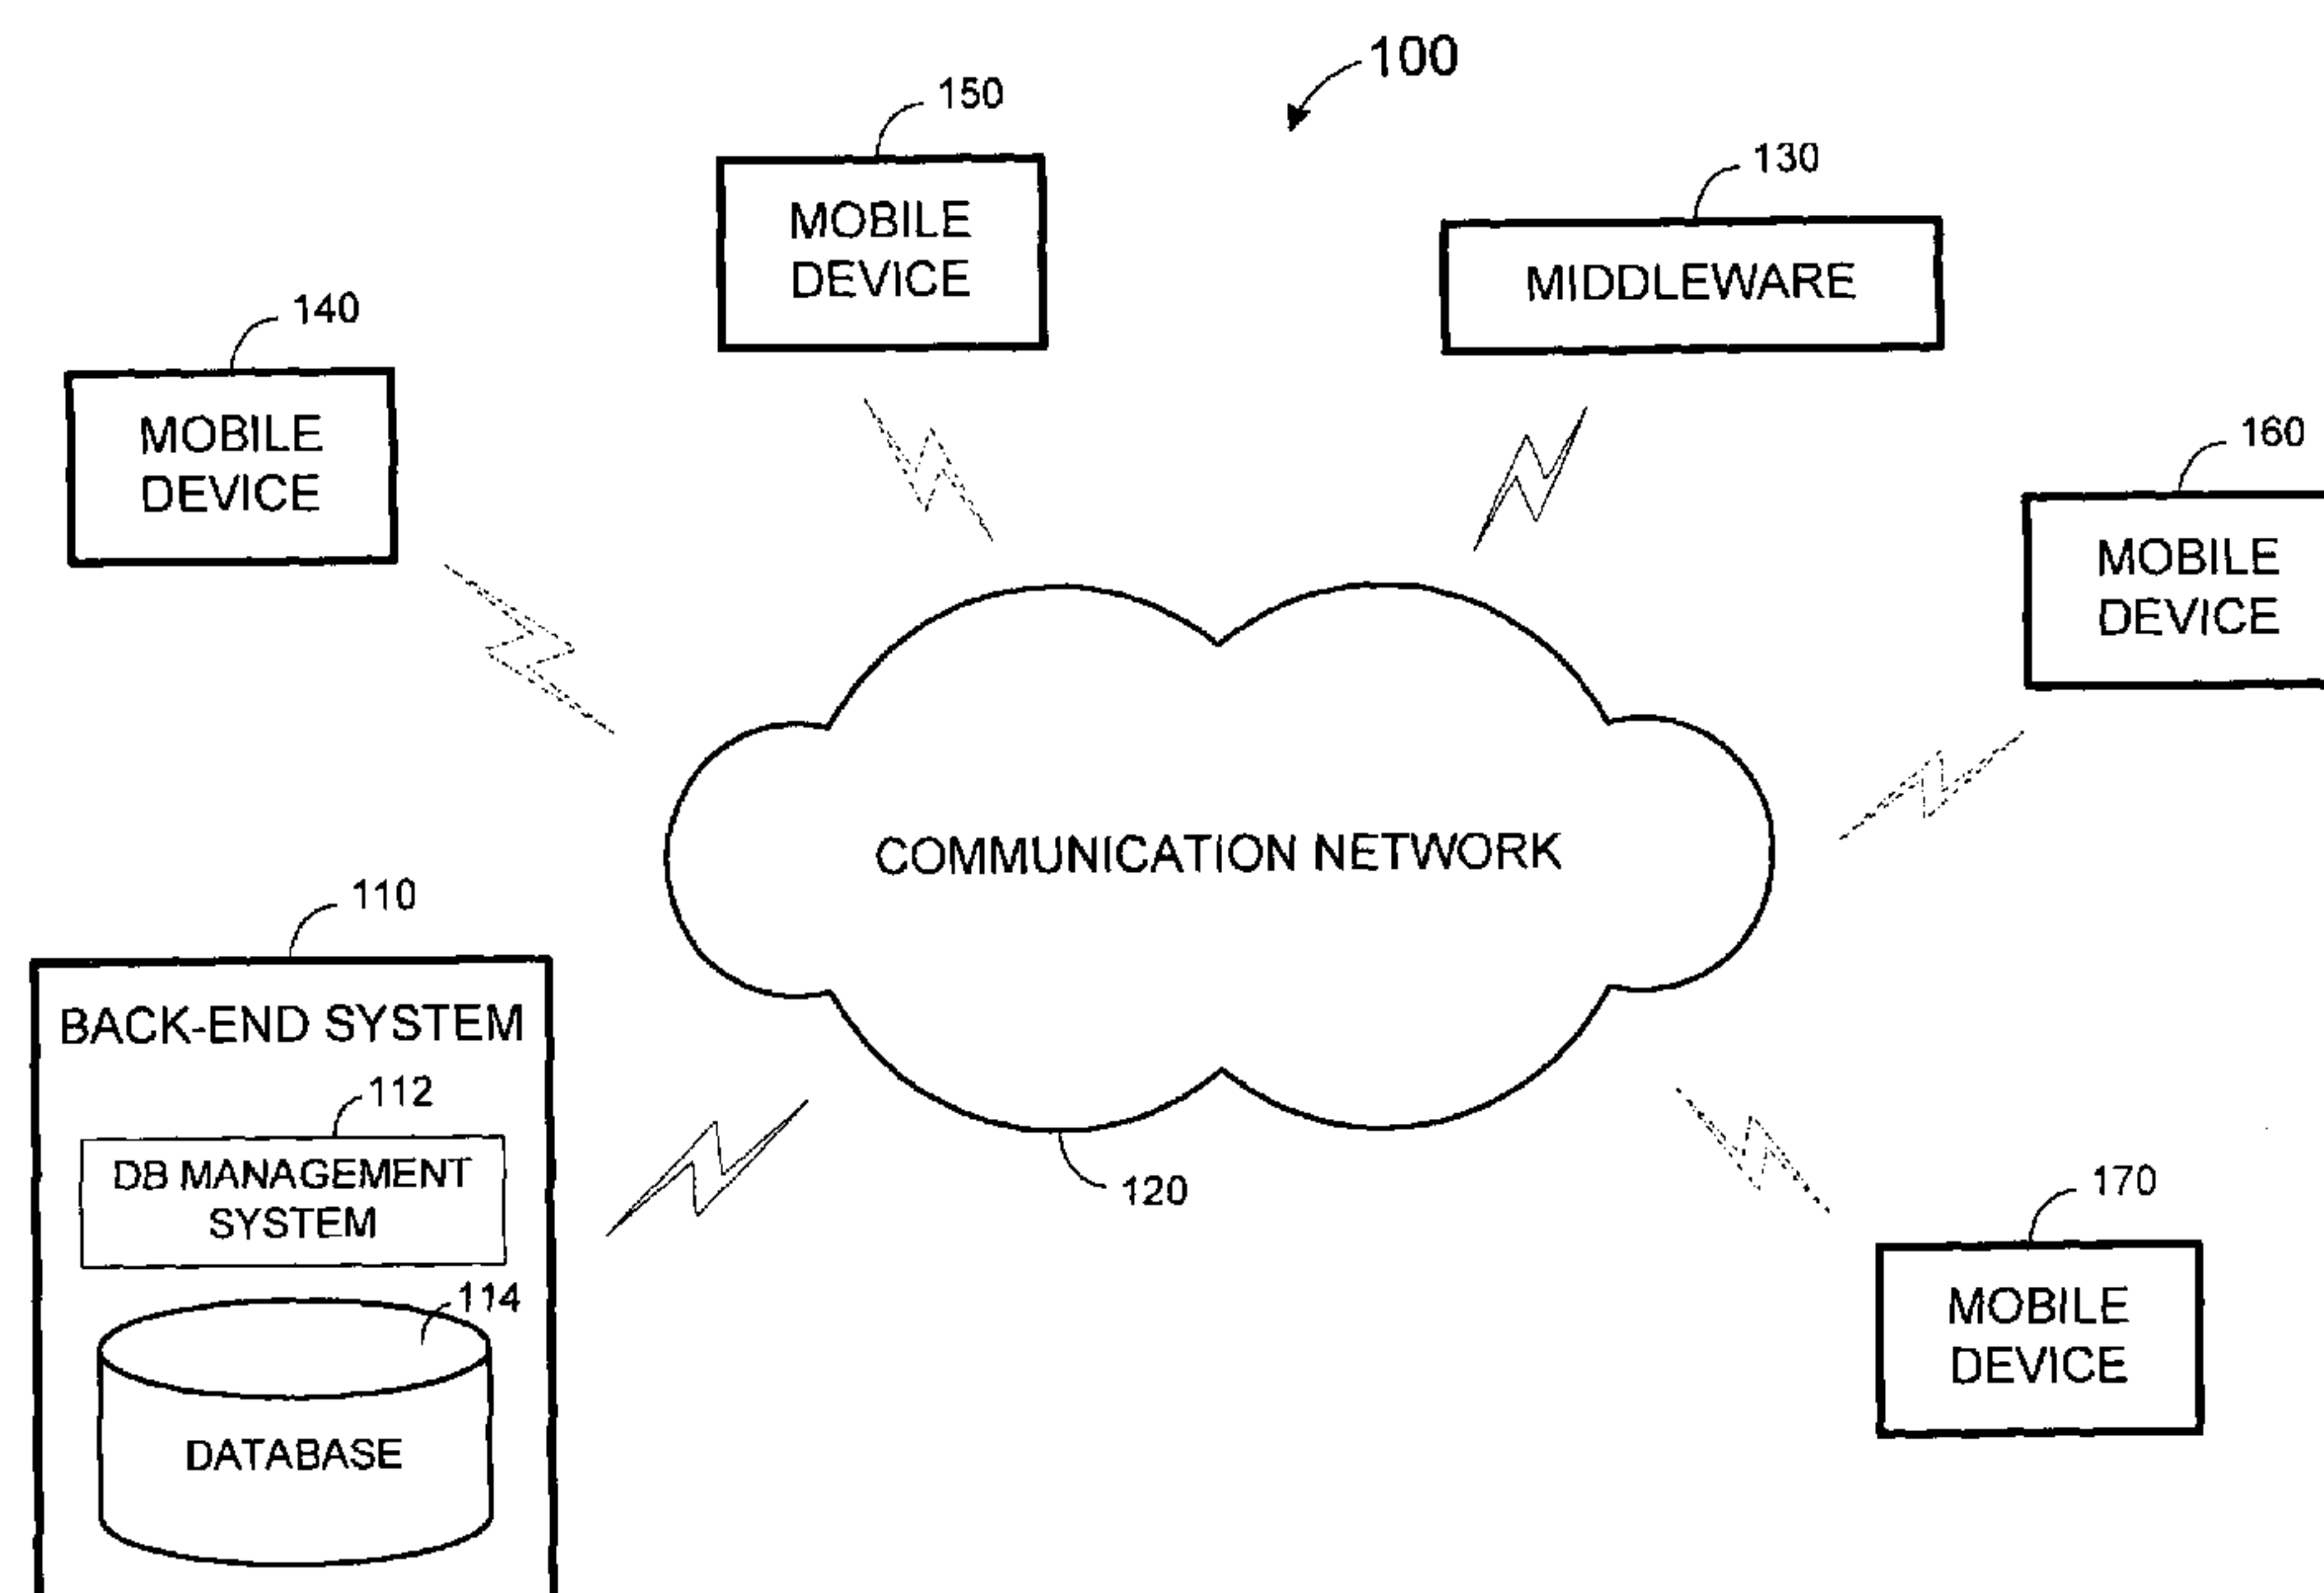 100
150
MOBILE
DEVICE
130
MIDDLEWARE
140
MOBILE
DEVICE
160
MOBILE
DEVICE
COMMUNICATION NETWORK
120
110
BACK-END SYSTEM
112
DB MANAGEMENT
SYSTEM
114
DATABASE
170
MOBILE
DEVICE